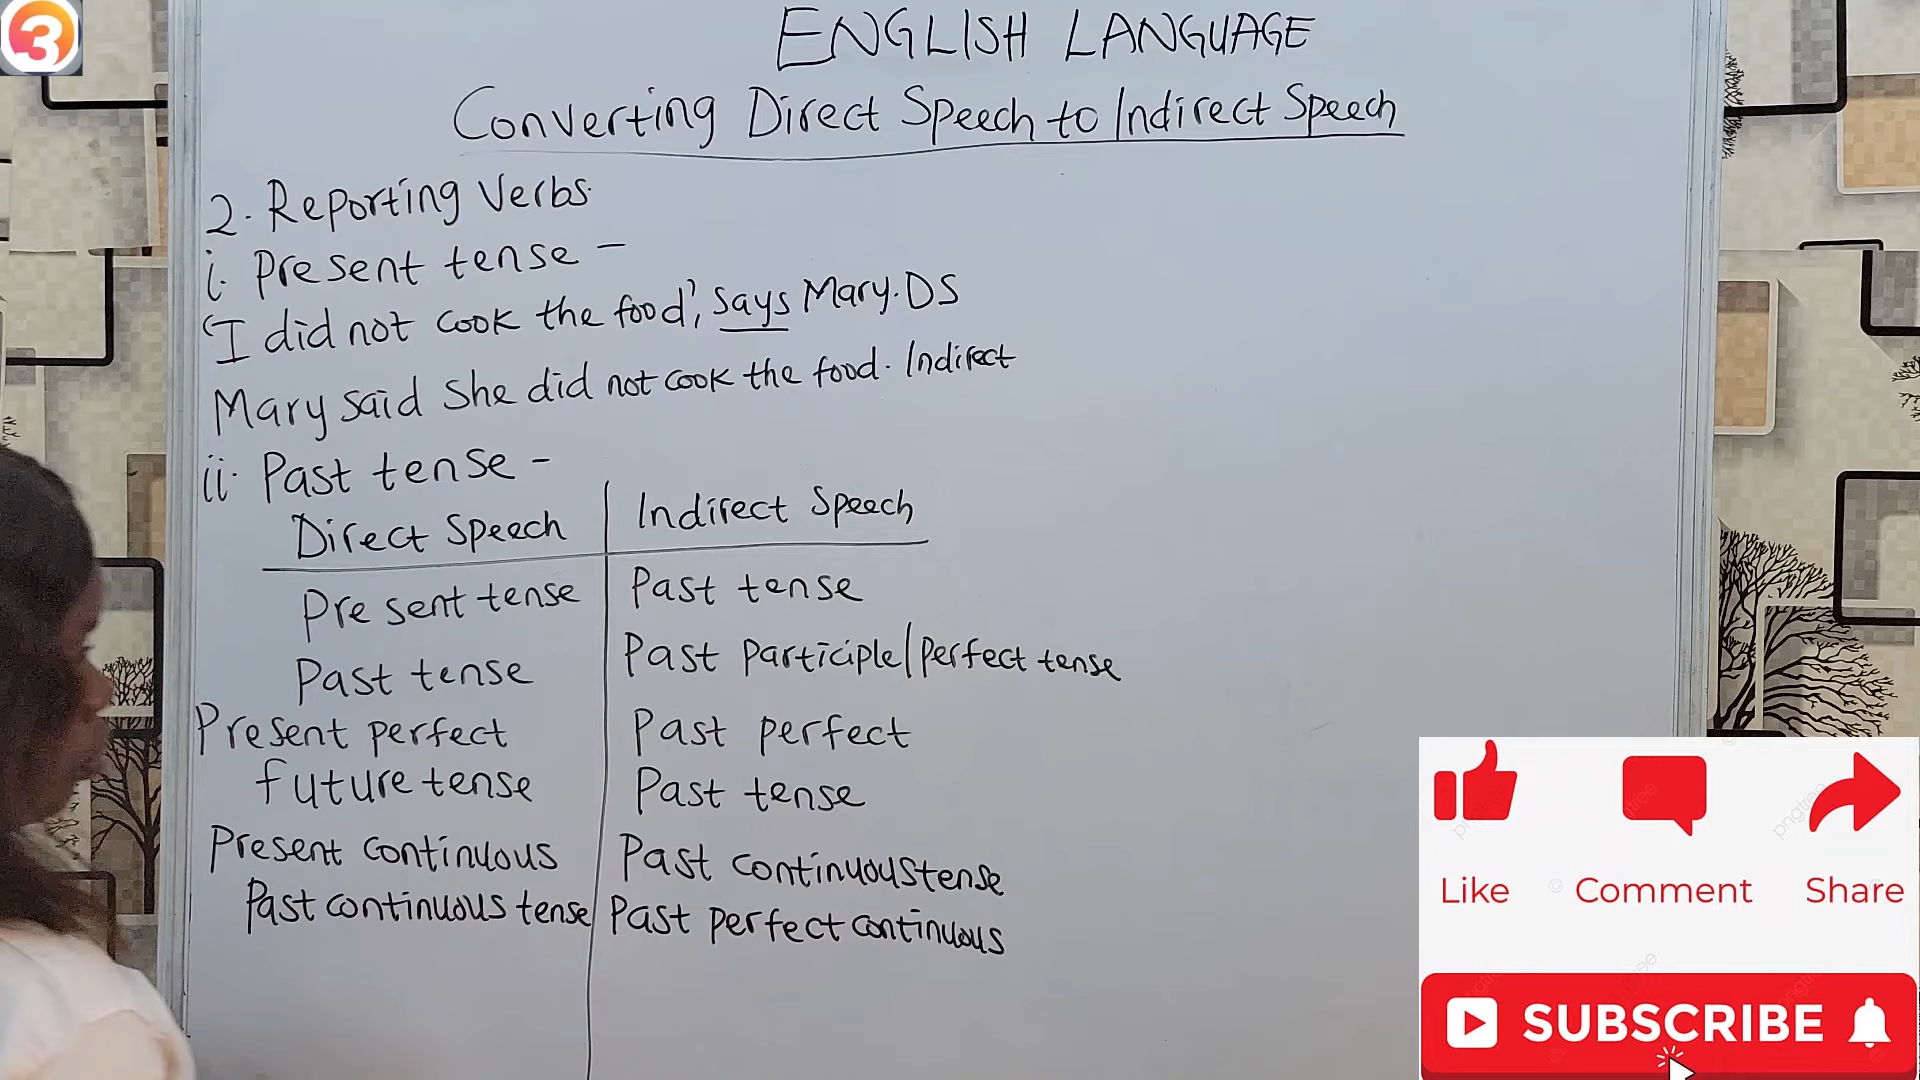 3
ENGLISH LANGUAGE
Converting Direct Speech to Indirect Speech
2. Reporting Verbs.
i. Present tense -
'I did not cook the food', says Mary. DS
Mary said she did not cook the food. Indirect
ii. Past tense -
Direct Speech | Indirect Speech
Present tense | Past tense
Past tense | Past participle/perfect tense
Present perfect | Past perfect
future tense | Past tense
Present continuous | Past continuous tense
Past continuous tense | Past perfect continuous
Like Comment Share
SUBSCRIBE